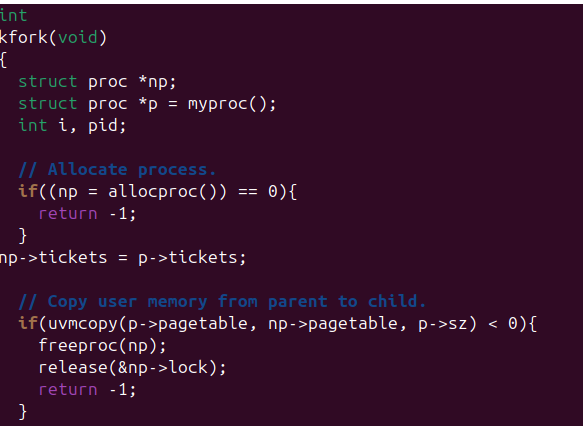 int
kfork(void)
{
  struct proc *np;
  struct proc *p = myproc();
  int i, pid;

  // Allocate process.
  if((np = allocproc()) == 0){
    return -1;
  }
np->tickets = p->tickets;

  // Copy user memory from parent to child.
  if(uvmcopy(p->pagetable, np->pagetable, p->sz) < 0){
    freeproc(np);
    release(&np->lock);
    return -1;
  }